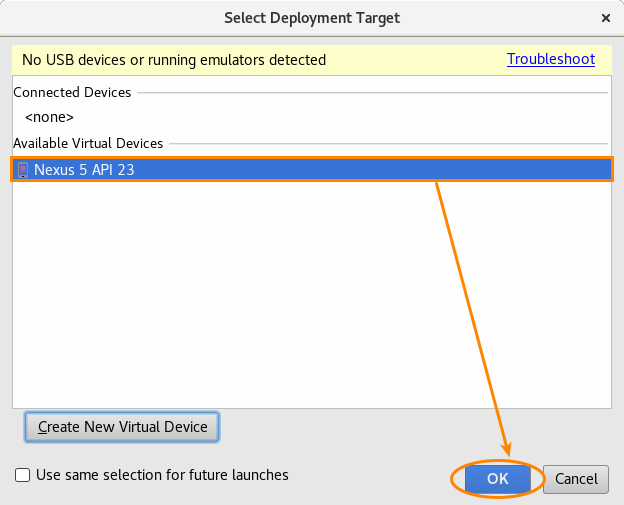 Select Deployment Target
No USB devices or running emulators detected Troubleshoot
Connected Devices
<none>
Available Virtual Devices
Nexus 5 API 23
Create New Virtual Device
Use same selection for future launches
OK Cancel